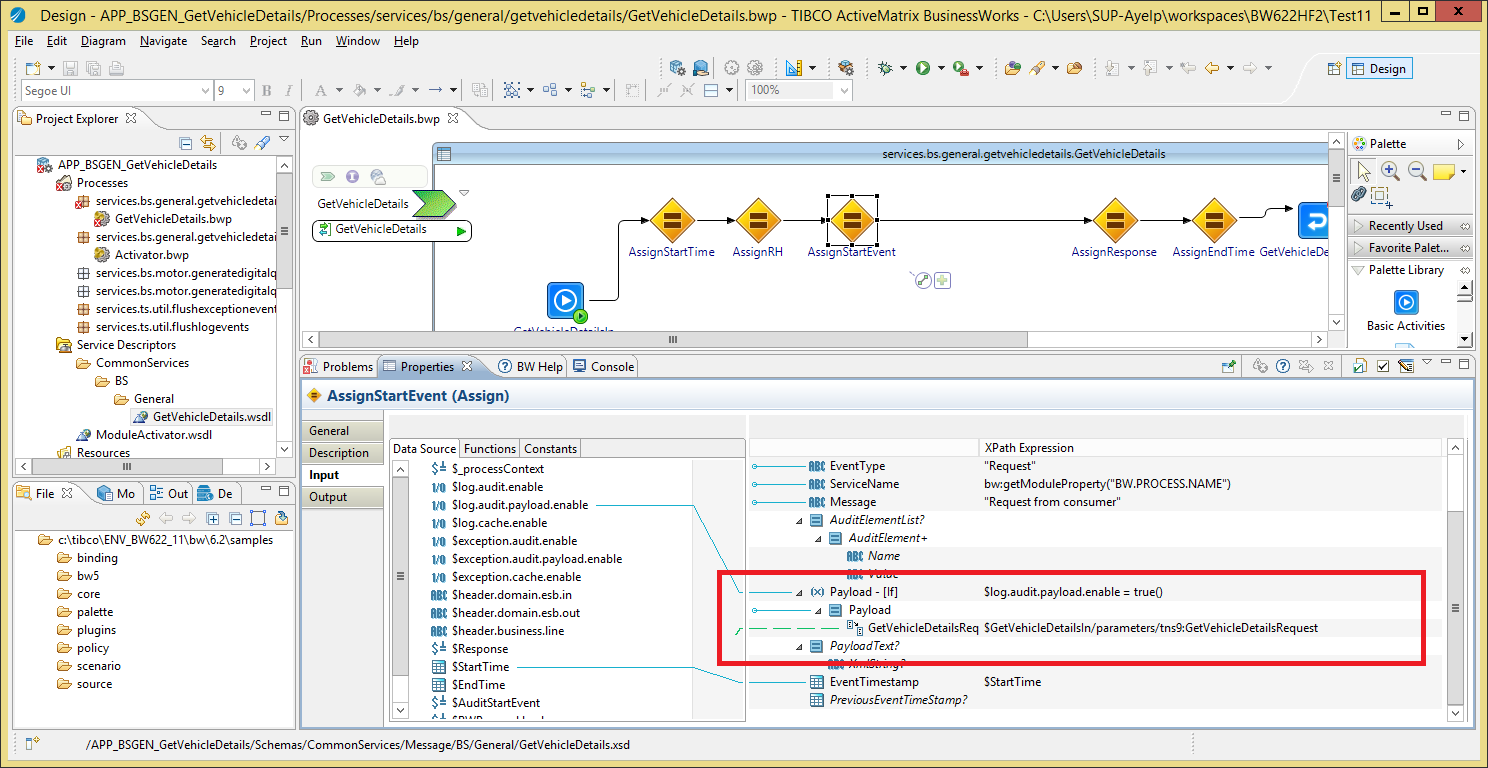 Design - APP_BSGEN_GetVehicleDetails/Processes/services/bs/general/getvehicledetails/GetVehicleDetails.bwp - TIBCO ActiveMatrix BusinessWorks - C:\Users\SUP-Ayelp\workspaces\BW622HF2\Test11
File Edit Diagram Navigate Search Project Run Window Help
Design
Segoe UI 9 B I A 100%
Project Explorer
APP_BSGEN_GetVehicleDetails
Processes
services.bs.general.getvehicledetai
GetVehicleDetails.bwp
services.bs.general.getvehicledetai
Activator.bwp
services.bs.motor.generatedigitalq
services.bs.motor.generatedigitalq
services.ts.util.flushexceptionevent
services.ts.util.flushlogevents
Service Descriptors
CommonServices
BS
General
GetVehicleDetails.wsdl
ModuleActivator.wsdl
Resources
File Mo Out De
c:\tibco\ENV_BW622_11\bw\6.2\samples
binding
bw5
core
palette
plugins
policy
scenario
source
GetVehicleDetails.bwp
services.bs.general.getvehicledetails.GetVehicleDetails
GetVehicleDetails
GetVehicleDetails
AssignStartTime AssignRH AssignStartEvent AssignResponse AssignEndTime GetVehicleDe
GetVehicleDetailsIn
Palette
Recently Used
Favorite Palet...
Palette Library
Basic Activities
Problems Properties BW Help Console
AssignStartEvent (Assign)
General
Description
Input
Output
Data Source Functions Constants
$_processContext
$log.audit.enable
$log.audit.payload.enable
$log.cache.enable
$exception.audit.enable
$exception.audit.payload.enable
$exception.cache.enable
$header.domain.esb.in
$header.domain.esb.out
$header.business.line
$Response
$StartTime
$EndTime
$AuditStartEvent
XPath Expression
EventType "Request"
ServiceName bw:getModuleProperty("BW.PROCESS.NAME")
Message "Request from consumer"
AuditElementList?
AuditElement+
Name
Value
Payload - [If] $log.audit.payload.enable = true()
Payload
GetVehicleDetailsReq $GetVehicleDetailsIn/parameters/tns9:GetVehicleDetailsRequest
PayloadText?
XmlString?
EventTimestamp $StartTime
PreviousEventTimeStamp?
/APP_BSGEN_GetVehicleDetails/Schemas/CommonServices/Message/BS/General/GetVehicleDetails.xsd